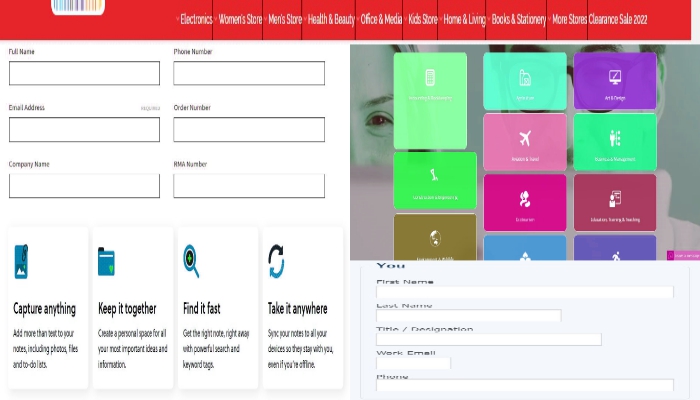 Electronics Women's Store Men's Store Health & Beauty Office & Media Kids Store Home & Living Books & Stationery More Stores Clearance Sale 2022
Full Name
Phone Number
Email Address
REQUIRED
Order Number
Company Name
RMA Number
Capture anything
Add more than text to your
notes, including photos, files
and to-do lists.
Keep it together
Create a personal space for all
your most important ideas and
information.
Find it fast
Get the right note, right away
with powerful search and
keyword tags.
Take it anywhere
Sync your notes to all your
devices so they stay with you,
even if you're offline.
Art & Design
Aviation & Travel
Business & Management
Education, Training & Teaching
You
First Name
Last Name
Title / Designation
Work Email
Phone